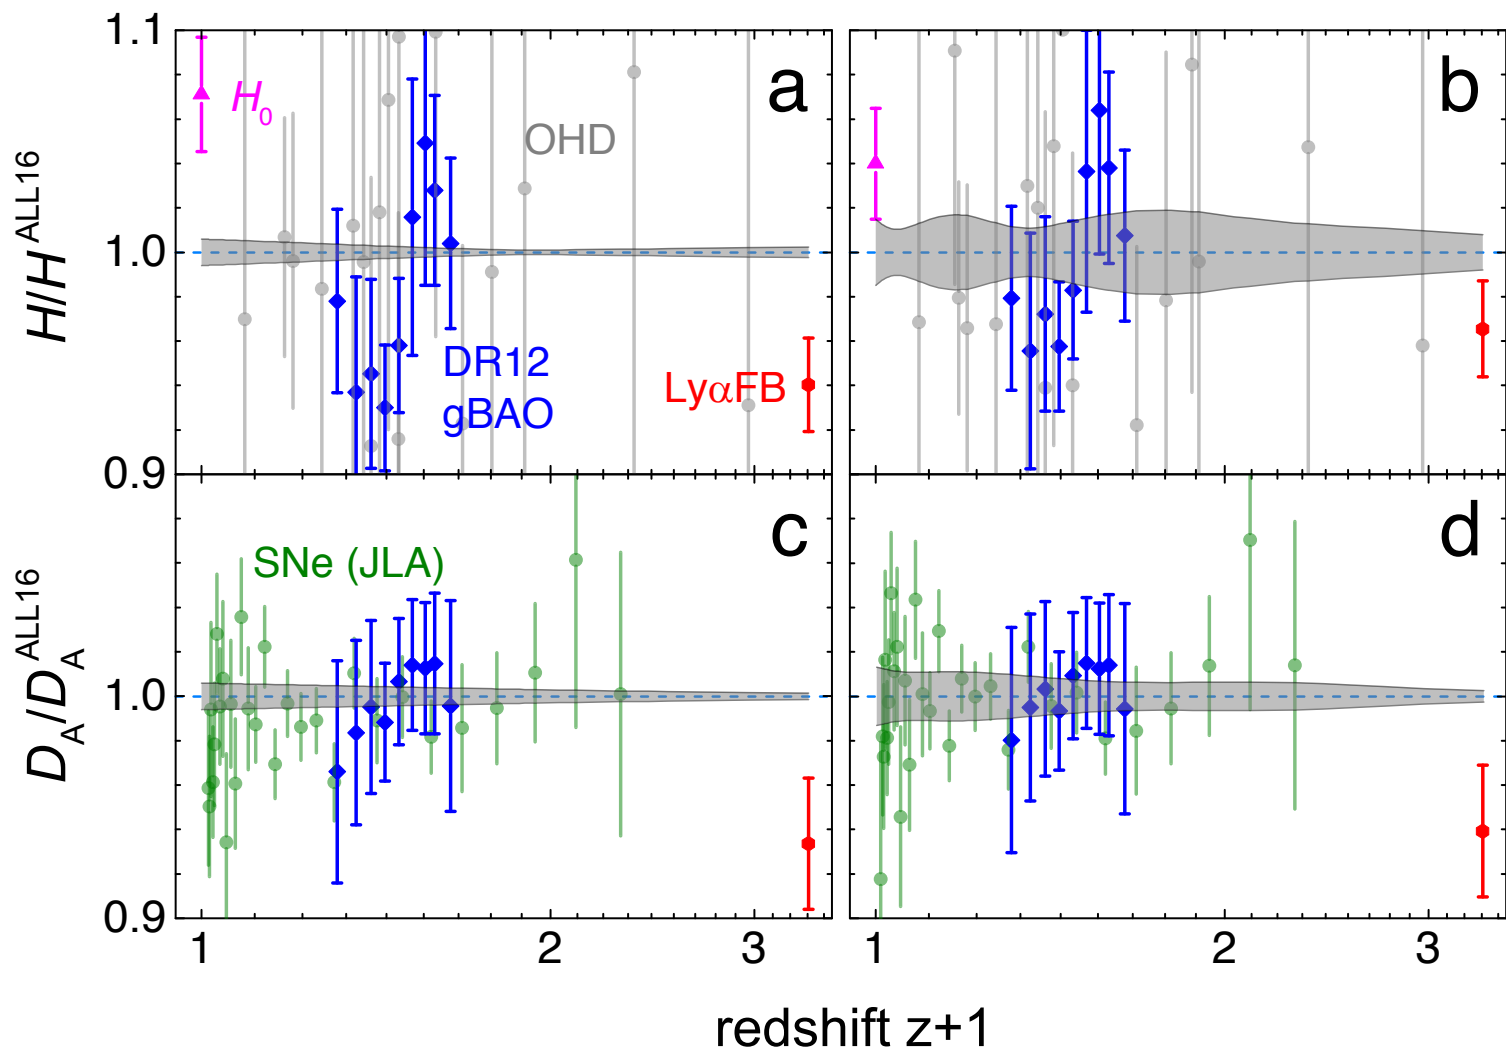 1.1
a
b
H₀
OHD
H/H^ALL16
1.0
DR12
gBAO
LyαFB
0.9
c
d
SNe (JLA)
D_A/D_A^ALL16
1.0
0.9
1 2 3 1 2 3
redshift z+1